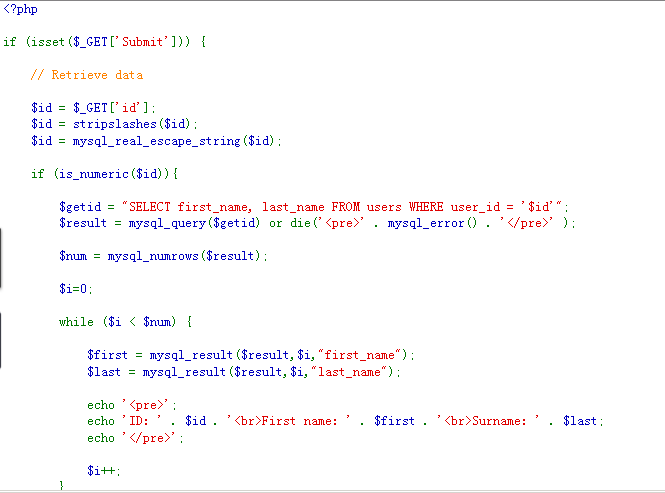 <?php
if (isset($_GET['Submit'])) {
// Retrieve data
$id = $_GET['id'];
$id = stripslashes($id);
$id = mysql_real_escape_string($id);
if (is_numeric($id)){
$getid = "SELECT first_name, last_name FROM users WHERE user_id = '$id'";
$result = mysql_query($getid) or die('<pre>' . mysql_error() . '</pre>' );
$num = mysql_numrows($result);
$i=0;
while ($i < $num) {
$first = mysql_result($result,$i,"first_name");
$last = mysql_result($result,$i,"last_name");
echo '<pre>';
echo 'ID: ' . $id . '<br>First name: ' . $first . '<br>Surname: ' . $last;
echo '</pre>';
$i++;
}